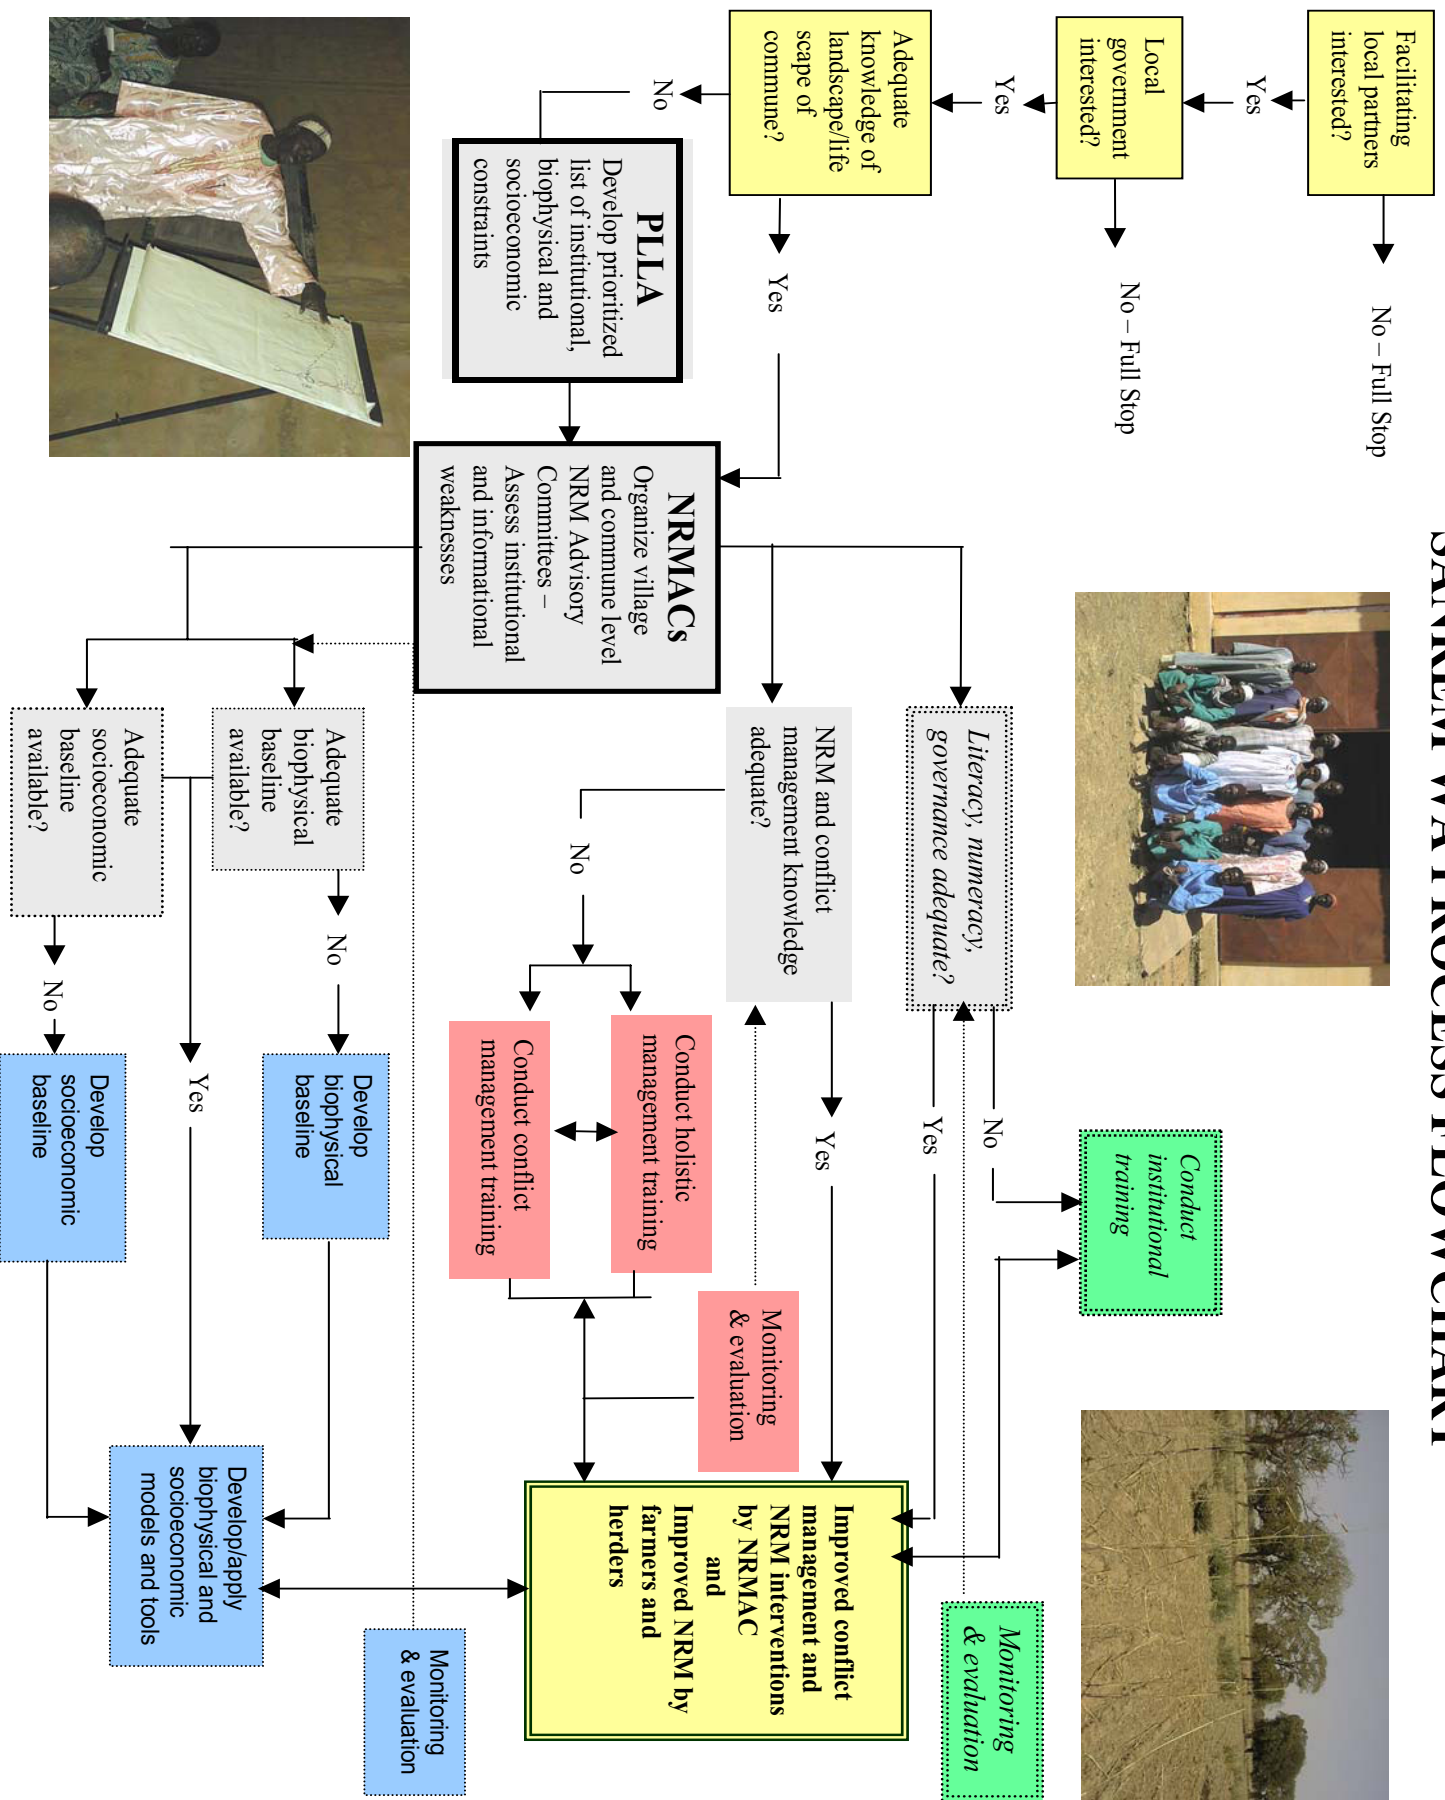 SANREM WA PROCESS FLOWCHART
Facilitating
local partners
interested?
No – Full Stop
Yes
Local
government
interested?
No – Full Stop
Yes
Adequate
knowledge of
landscape/life
scape of
commune?
Yes
No
PLLA
Develop prioritized
list of institutional,
biophysical and
socioeconomic
constraints
NRMACs
Organize village
and commune level
NRM Advisory
Committees –
Assess institutional
and informational
weaknesses
Literacy, numeracy,
governance adequate?
No
Yes
Conduct
institutional
training
NRM and conflict
management knowledge
adequate?
Yes
No
Conduct holistic
management training
Conduct conflict
management training
Monitoring
& evaluation
Adequate
biophysical
baseline
available?
No
Develop
biophysical
baseline
Adequate
socioeconomic
baseline
available?
Yes
No
Develop
socioeconomic
baseline
Monitoring
& evaluation
Improved conflict
management and
NRM interventions
by NRMAC
and
Improved NRM by
farmers and
herders
Monitoring
& evaluation
Develop/apply
biophysical and
socioeconomic
models and tools